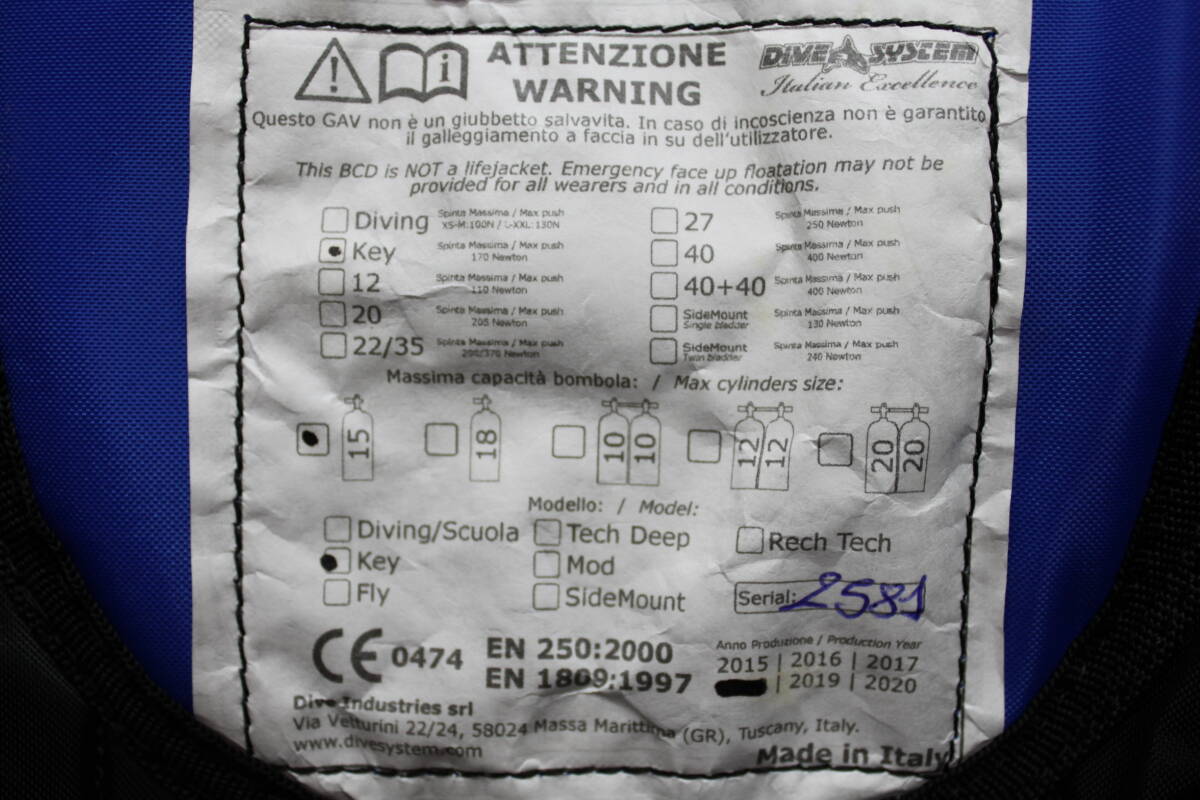 ATTENZIONE
WARNING
DIVE SYSTEM
Italian Excellence
Questo GAV non è un giubbetto salvavita. In caso di incoscienza non è garantito
il galleggiamento a faccia in su dell'utilizzatore.
This BCD is NOT a lifejacket. Emergency face up floatation may not be
provided for all wearers and in all conditions.
Diving Spinta Massima / Max push
XS-M:100N / L-XXL:130N
Key Spinta Massima / Max push
170 Newton
12 Spinta Massima / Max push
110 Newton
20 Spinta Massima / Max push
205 Newton
22/35 Spinta Massima / Max push
200/370 Newton
27 Spinta Massima / Max push
250 Newton
40 Spinta Massima / Max push
400 Newton
40+40 Spinta Massima / Max push
400 Newton
SideMount Spinta Massima / Max push
Single bladder 130 Newton
SideMount Spinta Massima / Max push
Twin bladder 240 Newton
Massima capacità bombola: / Max cylinders size:
15 18 10 10 12 12 20 20
Modello: / Model:
Diving/Scuola Tech Deep Rech Tech
Key Mod
Fly SideMount Serial: 2581
CE 0474 EN 250:2000
EN 1809:1997
Anno Produzione / Production Year
2015 | 2016 | 2017
| 2019 | 2020
Dive Industries srl
Via Vetturini 22/24, 58024 Massa Marittima (GR), Tuscany, Italy.
www.divesystem.com
Made in Italy